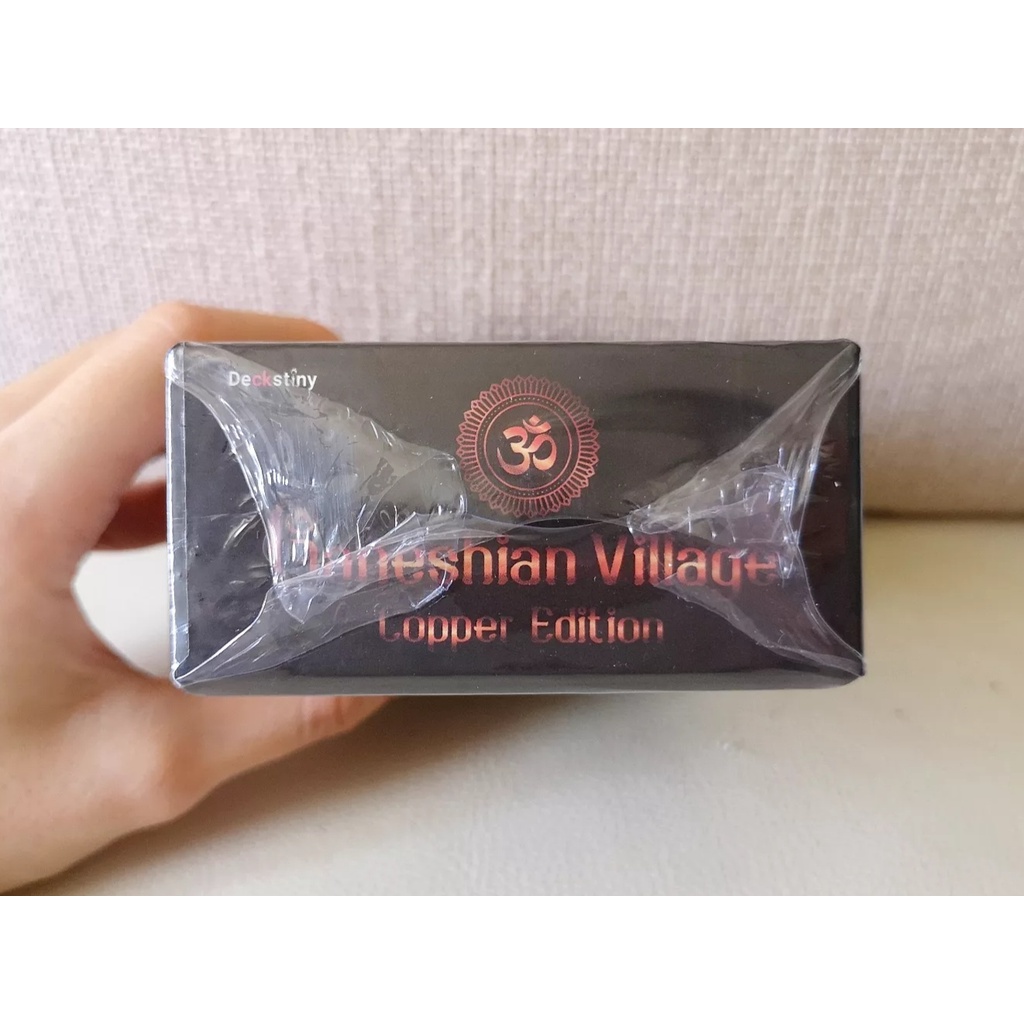 Deckstiny
ॐ
Village
Copper Edition